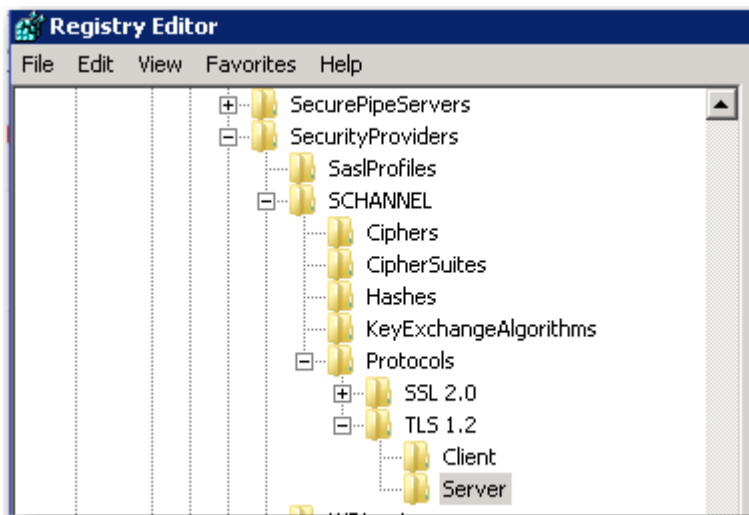 Registry Editor
File Edit View Favorites Help
SecurePipeServers
SecurityProviders
SaslProfiles
SCHANNEL
Ciphers
CipherSuites
Hashes
KeyExchangeAlgorithms
Protocols
SSL 2.0
TLS 1.2
Client
Server